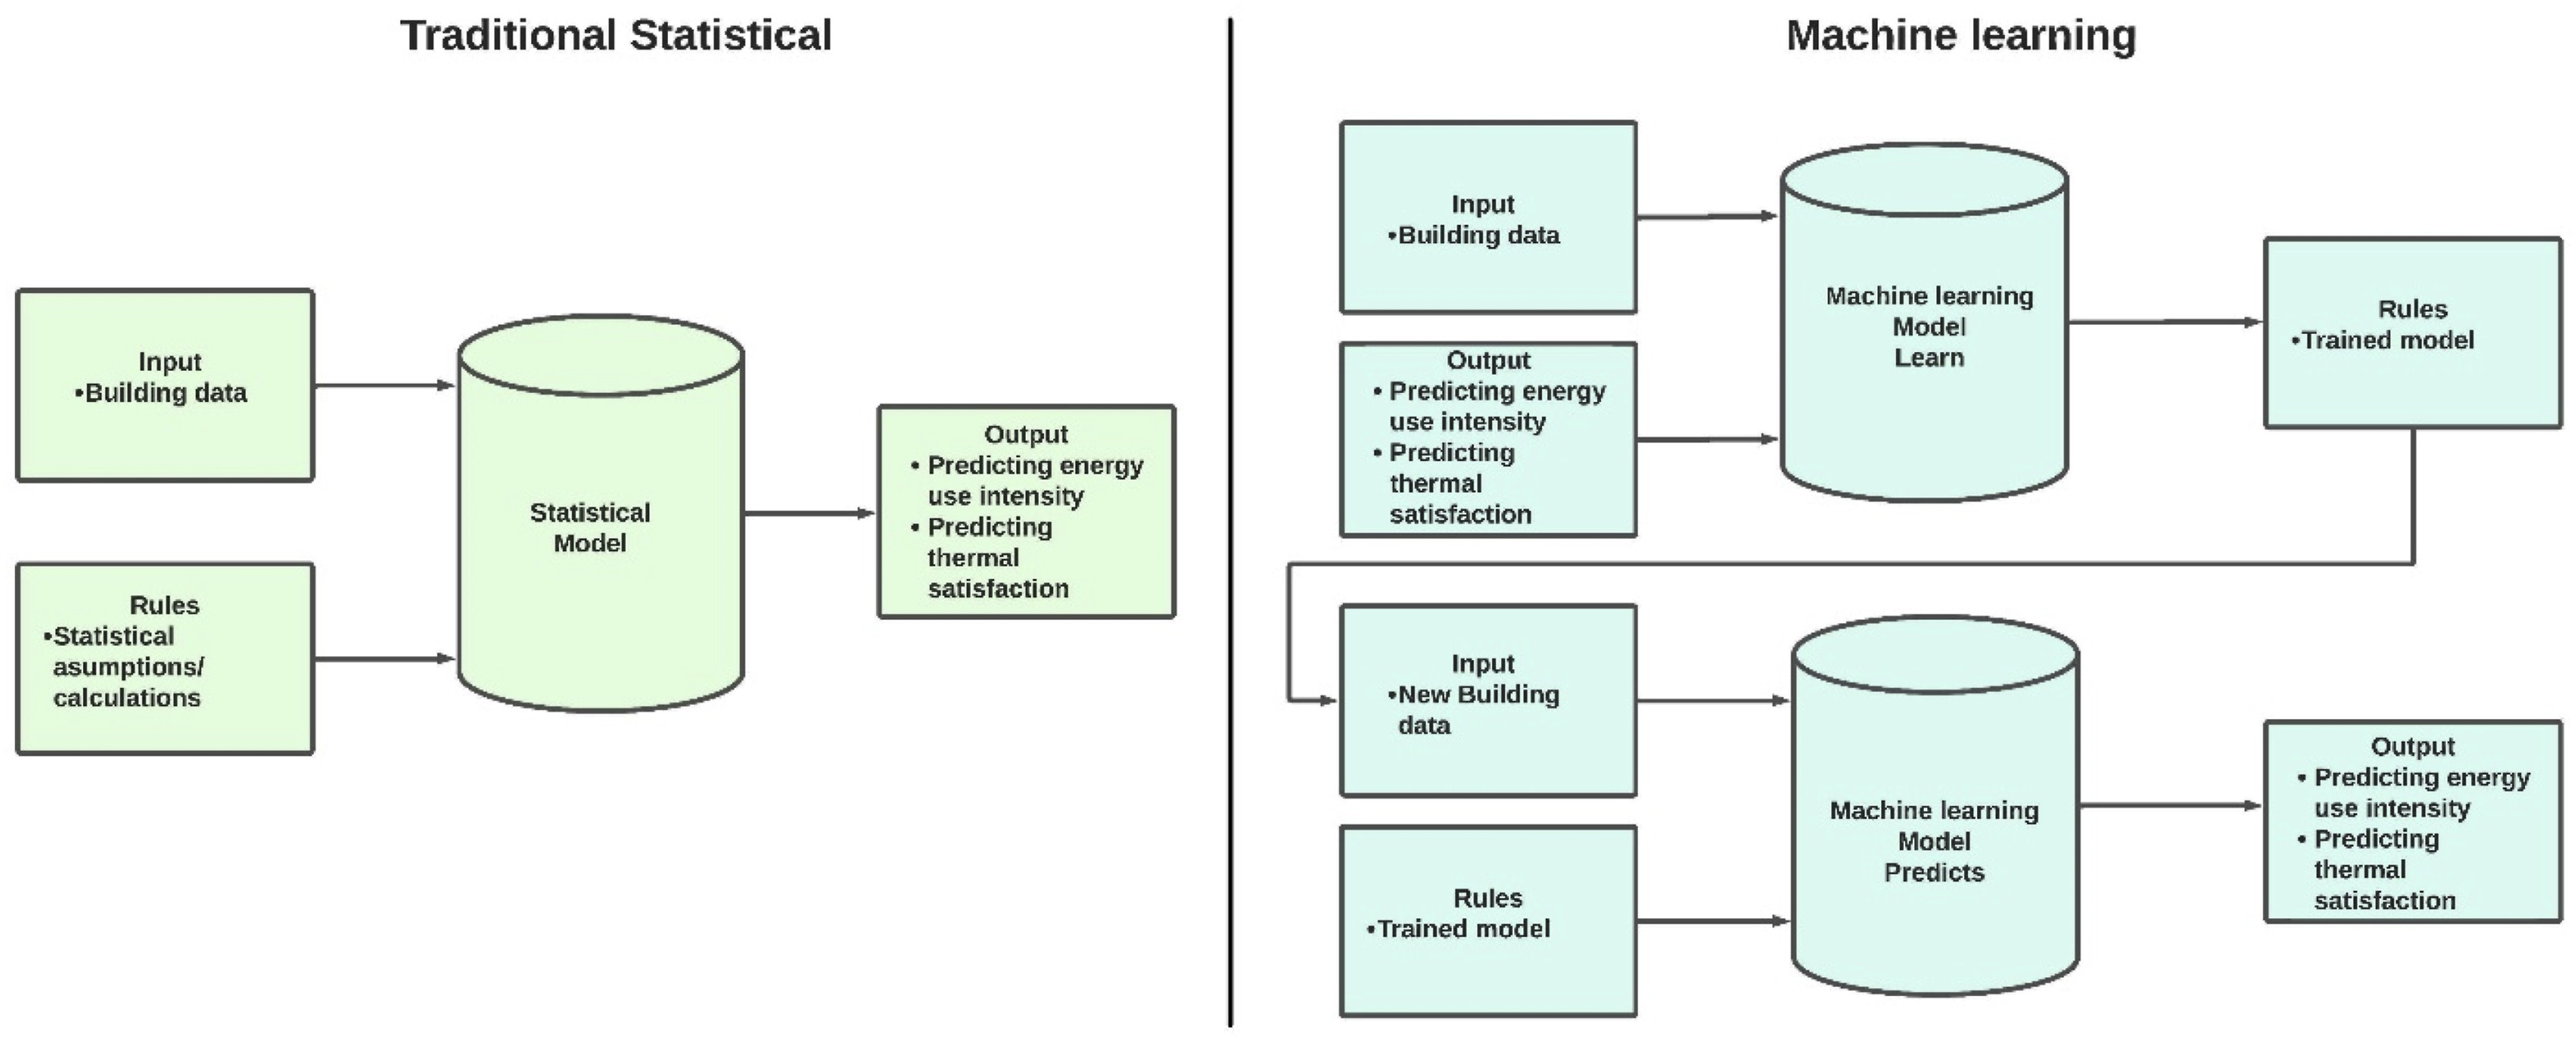 Traditional Statistical
Input
•Building data
Rules
•Statistical
asumptions/
calculations
Statistical
Model
Output
• Predicting energy
use intensity
• Predicting
thermal
satisfaction
Machine learning
Input
•Building data
Output
• Predicting energy
use intensity
• Predicting
thermal
satisfaction
Machine learning
Model
Learn
Rules
•Trained model
Input
•New Building
data
Rules
•Trained model
Machine learning
Model
Predicts
Output
• Predicting energy
use intensity
• Predicting
thermal
satisfaction